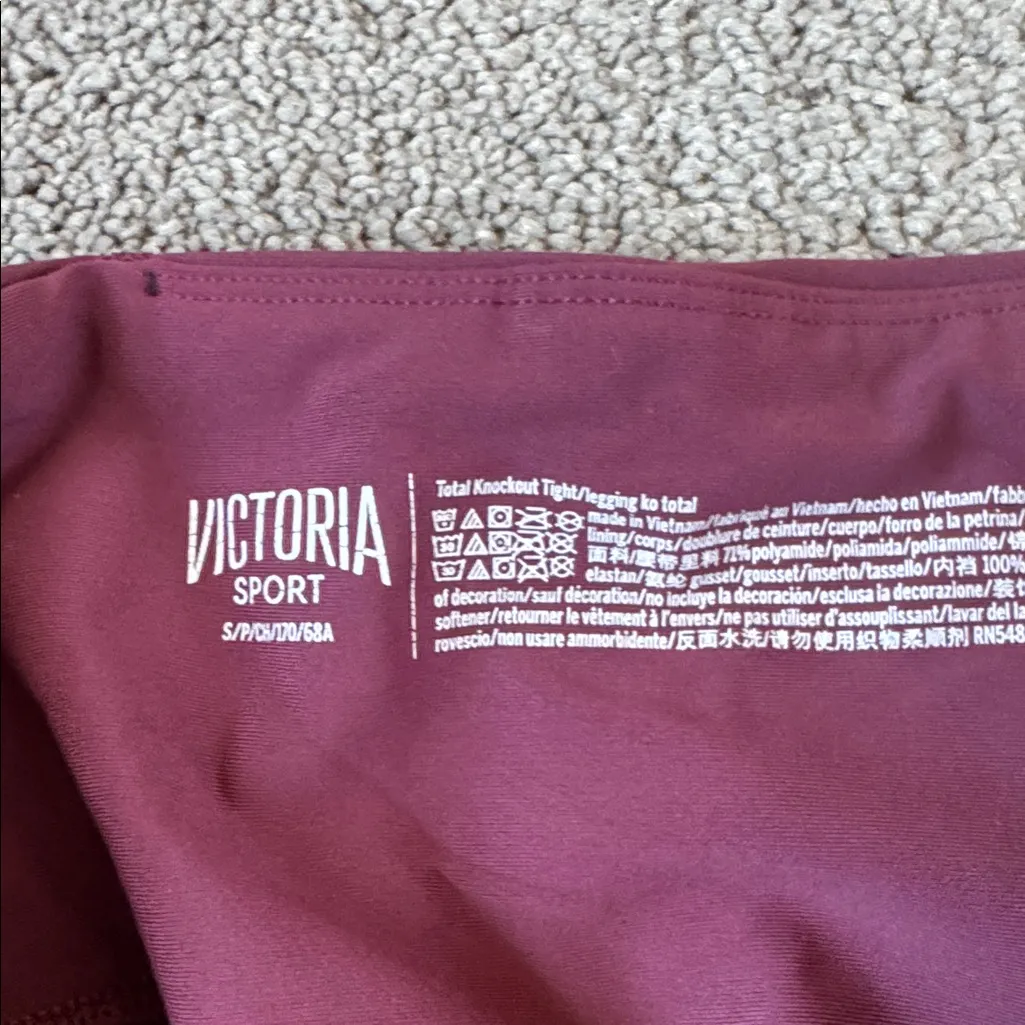 VICTORIA
SPORT
S/P/CH/170/68A
Total Knockout Tight/legging ko total
made in Vietnam/fabriqué au Vietnam/hecho en Vietnam/fabb
lining/corps/doublure de ceinture/cuerpo/forro de la petrina/
面料/腰带里料 71% polyamide/poliamida/poliammide/锦
elastan/氨纶 gusset/gousset/inserto/tassello/内裆 100%
of decoration/sauf décoration/no incluye la decoración/esclusa la decorazione/装饰
softener/retourner le vêtement à l'envers/ne pas utiliser d'assouplissant/lavar del la
rovescio/non usare ammorbidente/反面水洗/请勿使用织物柔顺剂 RN548